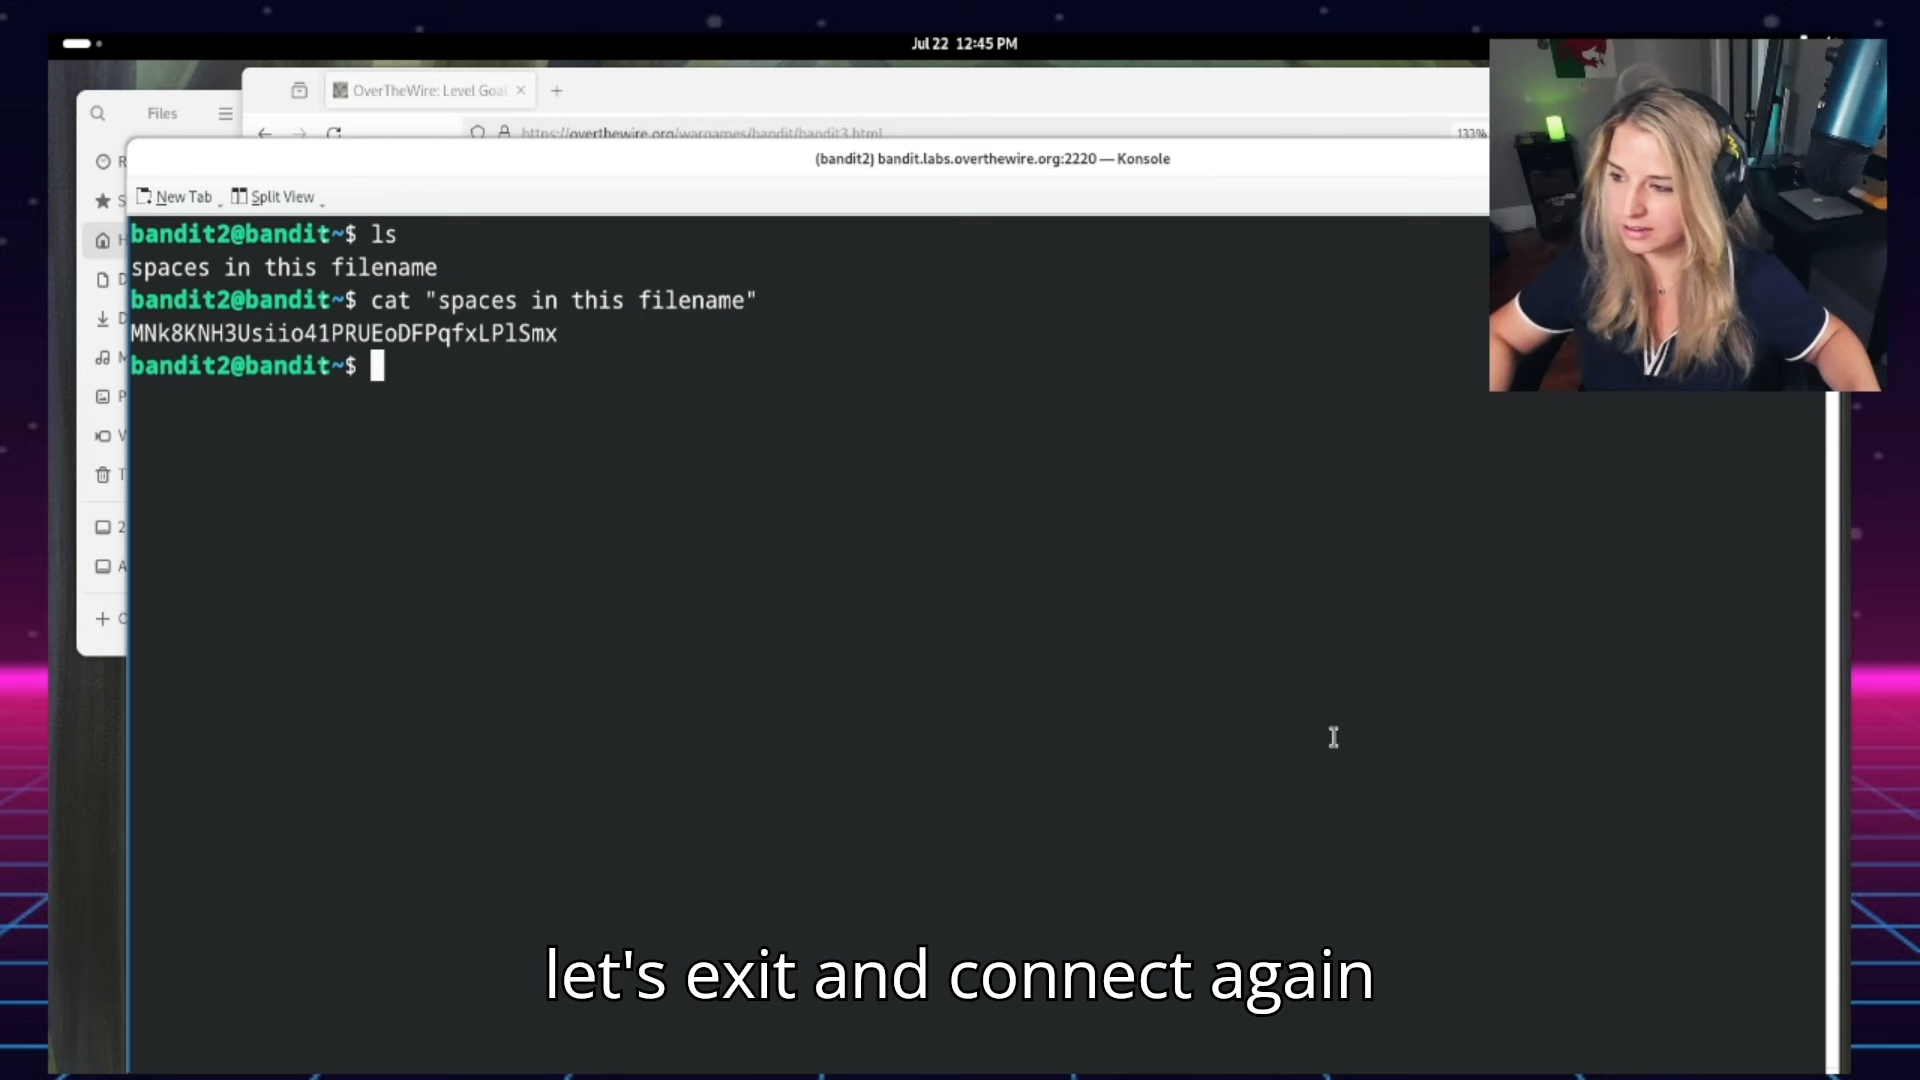 Jul 22 12:45 PM
OverTheWire: Level Goal
Files
https://overthewire.org/wargames/bandit/bandit3.html
133%
(bandit2) bandit.labs.overthewire.org:2220 — Konsole
New Tab
Split View
bandit2@bandit~$ ls
spaces in this filename
bandit2@bandit~$ cat "spaces in this filename"
MNk8KNH3Usiio41PRUEoDFPqfxLPlSmx
bandit2@bandit~$
let's exit and connect again